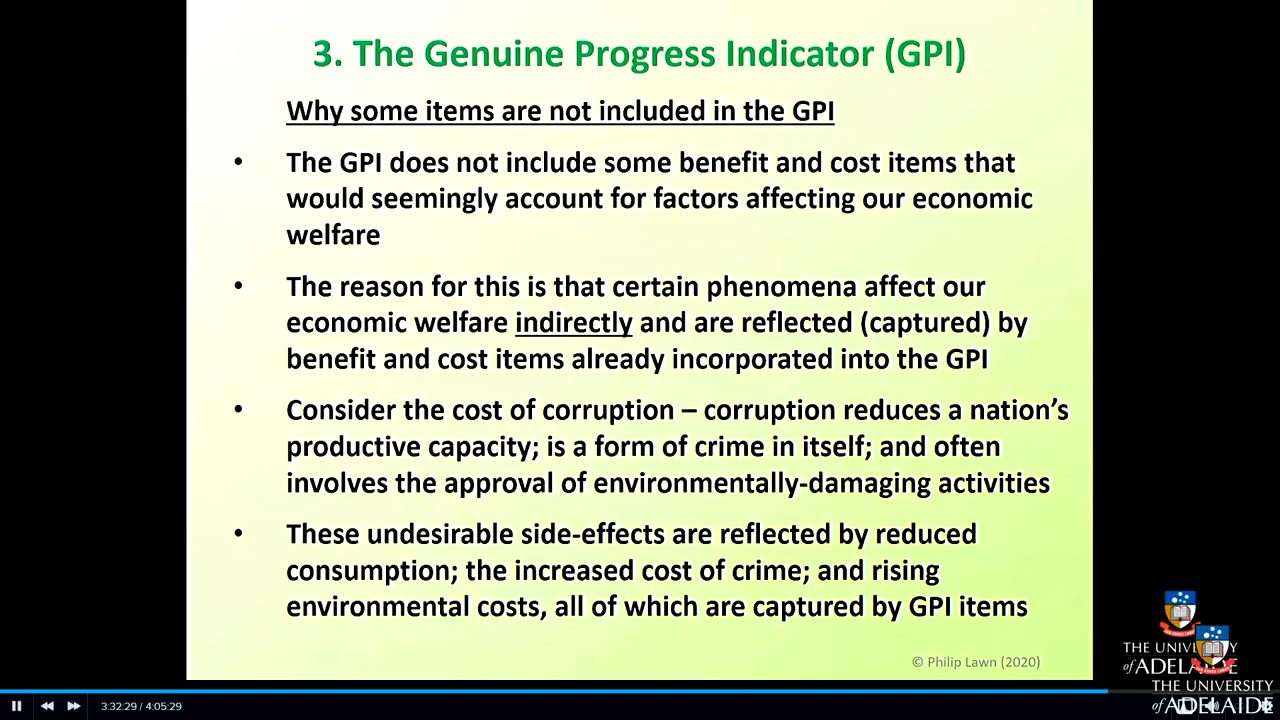 3. The Genuine Progress Indicator (GPI)
Why some items are not included in the GPI
• The GPI does not include some benefit and cost items that
would seemingly account for factors affecting our economic
welfare
• The reason for this is that certain phenomena affect our
economic welfare indirectly and are reflected (captured) by
benefit and cost items already incorporated into the GPI
• Consider the cost of corruption – corruption reduces a nation's
productive capacity; is a form of crime in itself; and often
involves the approval of environmentally-damaging activities
• These undesirable side-effects are reflected by reduced
consumption; the increased cost of crime; and rising
environmental costs, all of which are captured by GPI items
© Philip Lawn (2020)
THE UNIVERSITY
of ADELAIDE
THE UNIVERSITY
of ADELAIDE
3:32:29 / 4:05:29